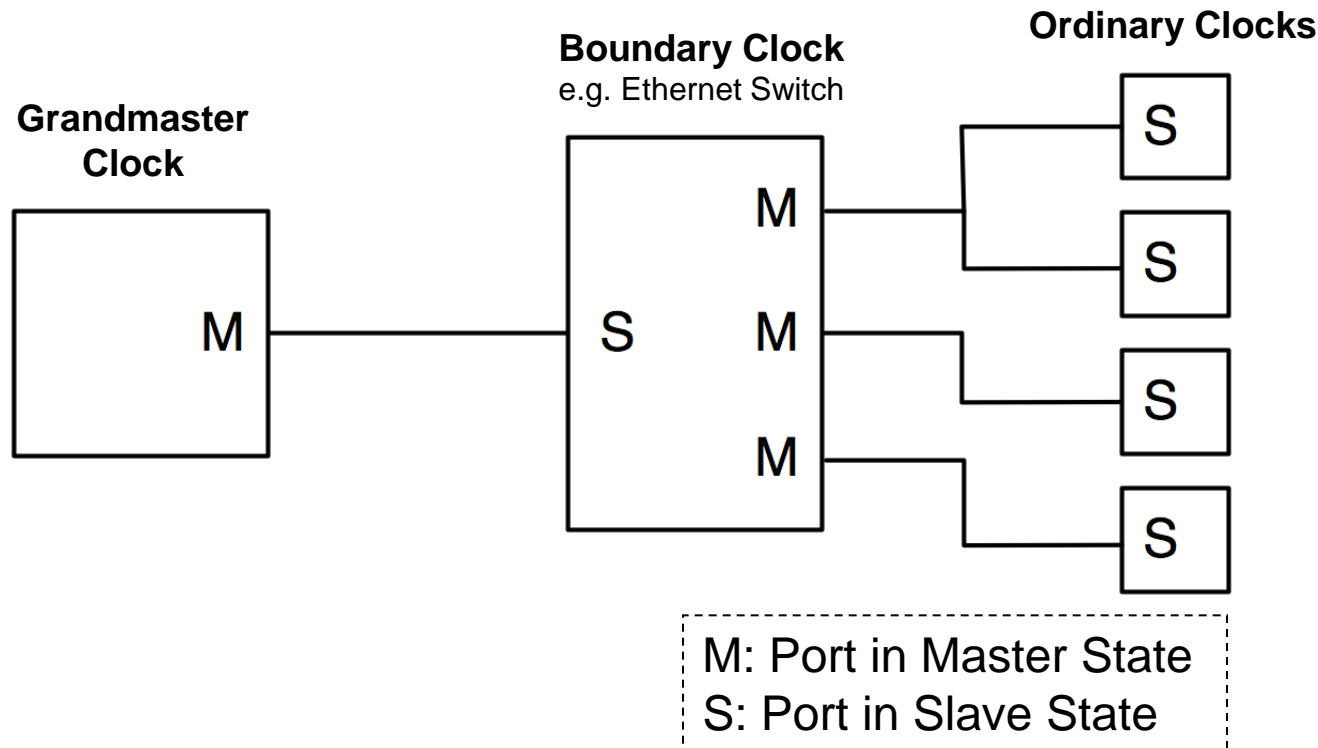 Ordinary Clocks
Boundary Clock
e.g. Ethernet Switch
Grandmaster
Clock
M
S
M
M
M
S
S
S
S
M: Port in Master State
S: Port in Slave State